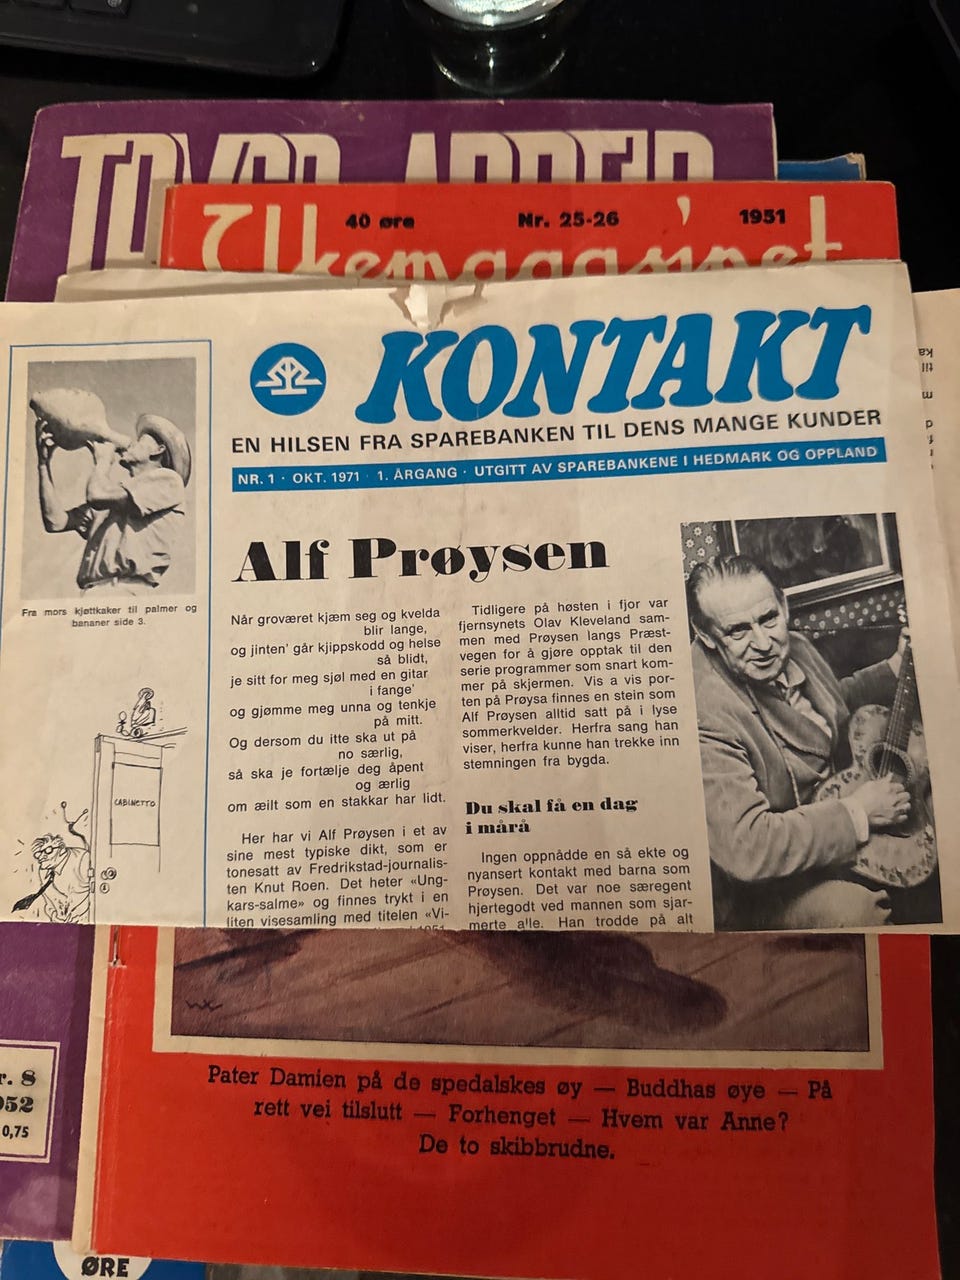 40 øre Nr. 25-26 1951
Ukemagasinet
KONTAKT
EN HILSEN FRA SPAREBANKEN TIL DENS MANGE KUNDER
NR. 1 · OKT. 1971 · 1. ÅRGANG · UTGITT AV SPAREBANKENE I HEDMARK OG OPPLAND
Fra mors kjøttkaker til palmer og
bananer side 3.
CABINETTO
Alf Prøysen
Når groværet kjæm seg og kvelda
blir lange,
og jinten' går kjippskodd og helse
så blidt,
je sitt for meg sjøl med en gitar
i fange'
og gjømme meg unna og tenkje
på mitt.
Og dersom du itte ska ut på
no særlig,
så ska je fortælje deg åpent
og ærlig
om æilt som en stakkar har lidt.
Her har vi Alf Prøysen i et av
sine mest typiske dikt, som er
tonesatt av Fredrikstad-journalis-
ten Knut Roen. Det heter «Ung-
kars-salme» og finnes trykt i en
liten visesamling med titelen «Vi-
1951
Tidligere på høsten i fjor var
fjernsynets Olav Kleveland sam-
men med Prøysen langs Præst-
vegen for å gjøre opptak til den
serie programmer som snart kom-
mer på skjermen. Vis a vis por-
ten på Prøysa finnes en stein som
Alf Prøysen alltid satt på i lyse
sommerkvelder. Herfra sang han
viser, herfra kunne han trekke inn
stemningen fra bygda.
Du skal få en dag
i mårå
Ingen oppnådde en så ekte og
nyansert kontakt med barna som
Prøysen. Det var noe særegent
hjertegodt ved mannen som sjar-
merte alle. Han trodde på alt
Pater Damien på de spedalskes øy — Buddhas øye — På
rett vei tilslutt — Forhenget — Hvem var Anne?
De to skibbrudne.
r. 8
952
0,75
ØRE